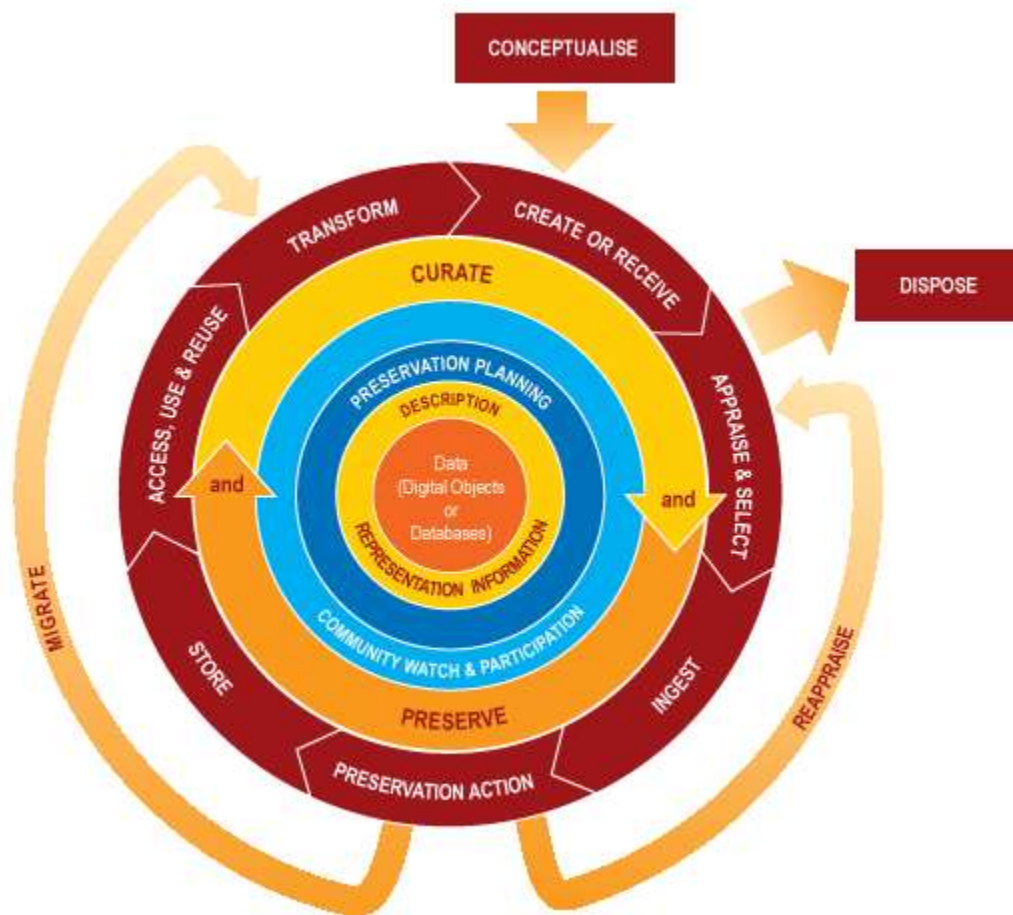 CONCEPTUALISE
TRANSFORM
CREATE OR RECEIVE
DISPOSE
CURATE
ACCESS, USE & REUSE
APPRAISE & SELECT
PRESERVATION PLANNING
DESCRIPTION
Data
(Digital Objects
or
Databases)
and
and
REPRESENTATION INFORMATION
COMMUNITY WATCH & PARTICIPATION
MIGRATE
STORE
INGEST
REAPPRAISE
PRESERVE
PRESERVATION ACTION